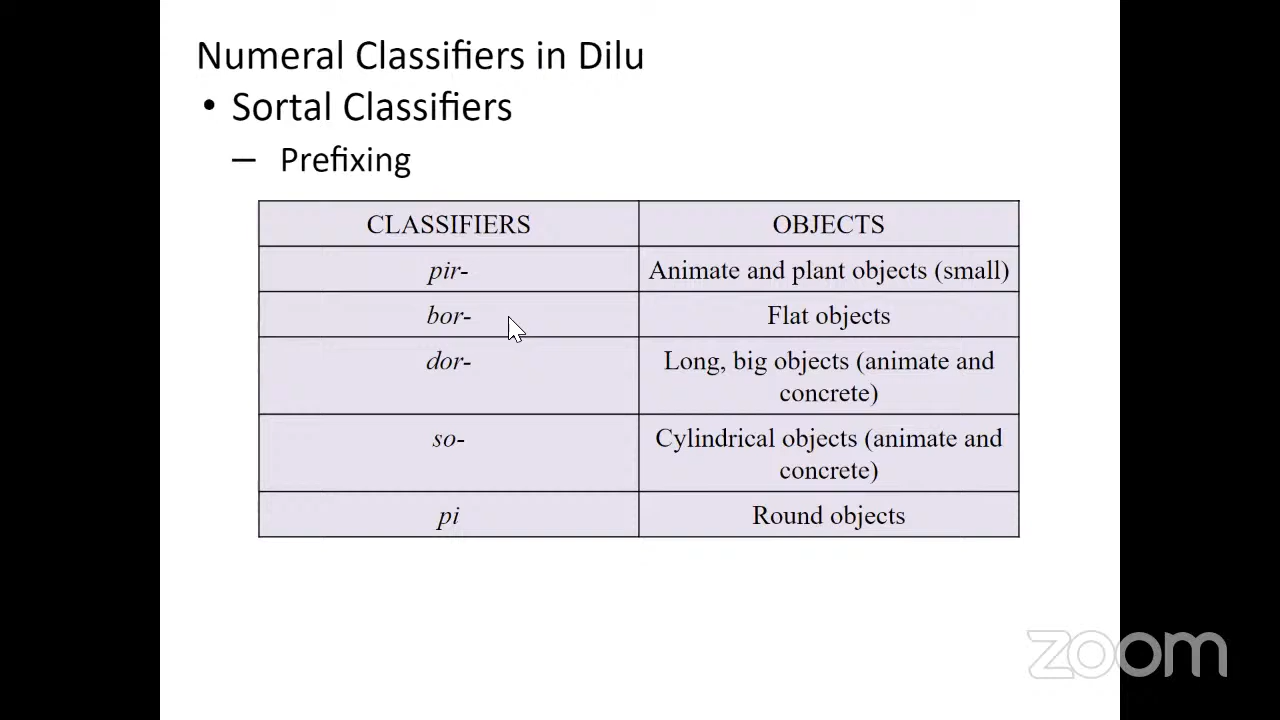 Numeral Classifiers in Dilu
• Sortal Classifiers
— Prefixing
CLASSIFIERS OBJECTS
pir- Animate and plant objects (small)
bor- Flat objects
dor- Long, big objects (animate and
concrete)
so- Cylindrical objects (animate and
concrete)
pi Round objects
zoom